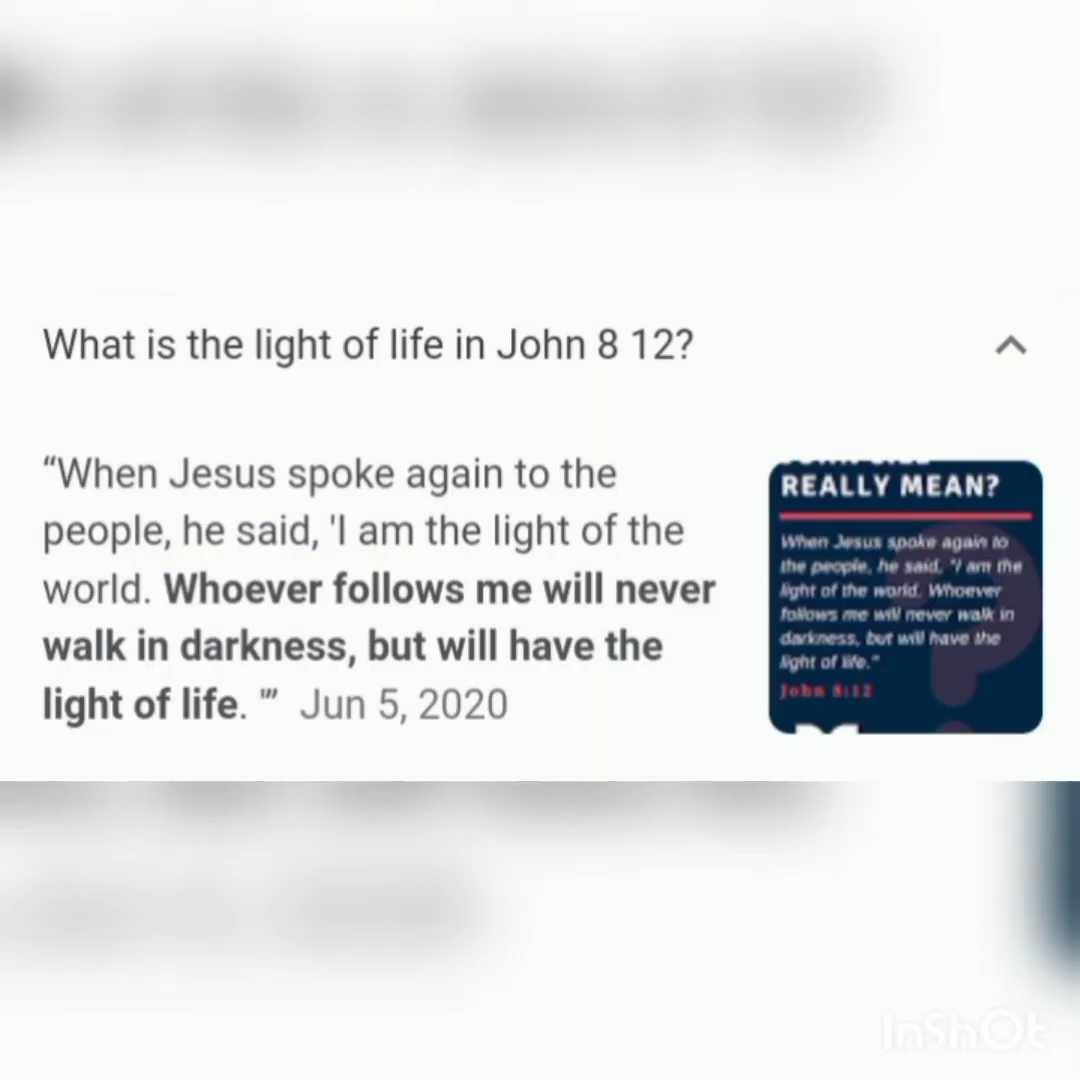 What is the light of life in John 8 12?
“When Jesus spoke again to the
people, he said, 'I am the light of the
world. Whoever follows me will never
walk in darkness, but will have the
light of life. '” Jun 5, 2020
REALLY MEAN?
When Jesus spoke again to
the people, he said, "I am the
light of the world. Whoever
follows me will never walk in
darkness, but will have the
light of life."
John 8:12
InShOt